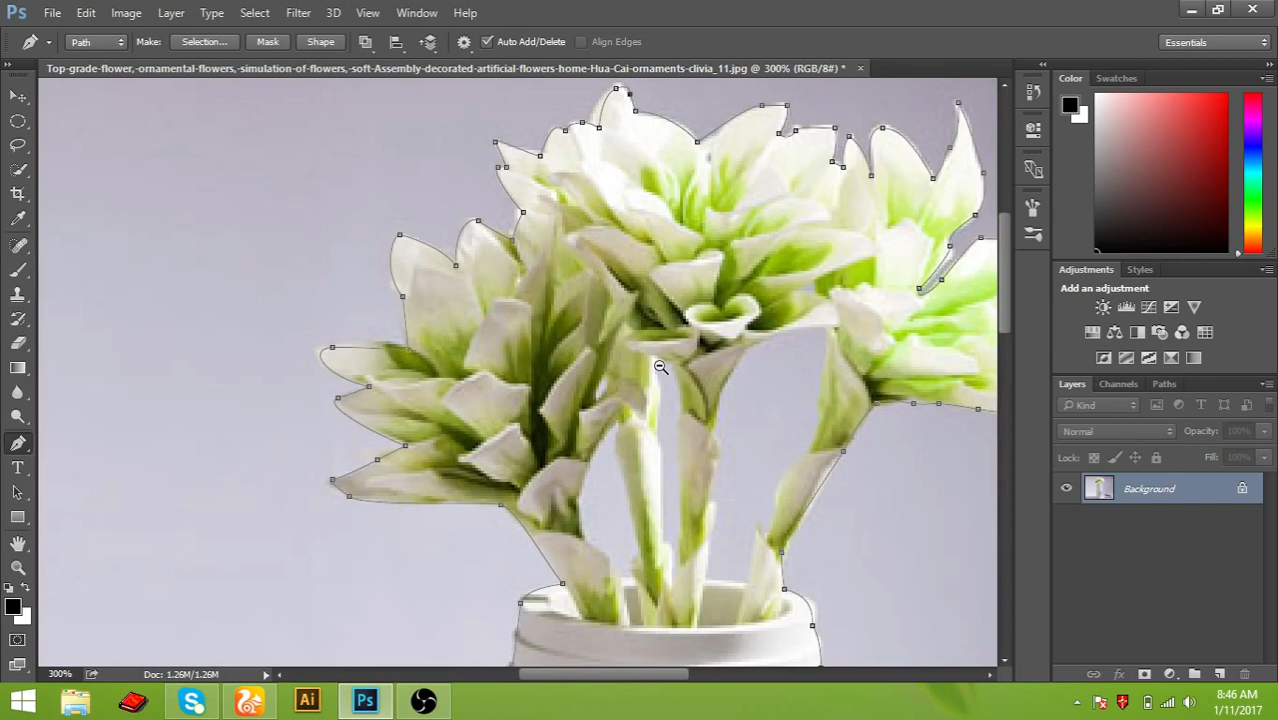 Ps File Edit Image Layer Type Select Filter 3D View Window Help
Path Make: Selection... Mask Shape Auto Add/Delete Align Edges Essentials
Top-grade-flower,-ornamental-flowers,-simulation-of-flowers,-soft-Assembly-decorated-artificial-flowers-home-Hua-Cai-ornaments-clivia_11.jpg @ 300% (RGB/8#) *
Color Swatches
Adjustments Styles
Add an adjustment
Layers Channels Paths
Kind
Normal Opacity: 100%
Lock: Fill: 100%
Background
300% Doc: 1.26M/1.26M
Ai Ps
8:46 AM
1/11/2017